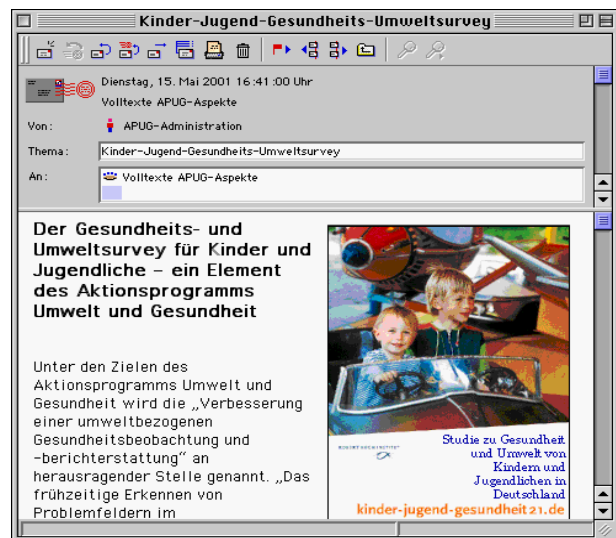 Kinder-Jugend-Gesundheits-Umweltsurvey
Dienstag, 15. Mai 2001 16:41:00 Uhr
Volltexte APUG-Aspekte
Von: APUG-Administration
Thema: Kinder-Jugend-Gesundheits-Umweltsurvey
An: Volltexte APUG-Aspekte
Der Gesundheits- und
Umweltsurvey für Kinder und
Jugendliche – ein Element
des Aktionsprogramms
Umwelt und Gesundheit
Unter den Zielen des
Aktionsprogramms Umwelt und
Gesundheit wird die „Verbesserung
einer umweltbezogenen
Gesundheitsbeobachtung und
-berichterstattung“ an
herausragender Stelle genannt. „Das
frühzeitige Erkennen von
Problemfeldern im
ROBERT KOCH INSTITUT
Studie zu Gesundheit
und Umwelt von
Kindern und
Jugendlichen in
Deutschland
kinder-jugend-gesundheit21.de